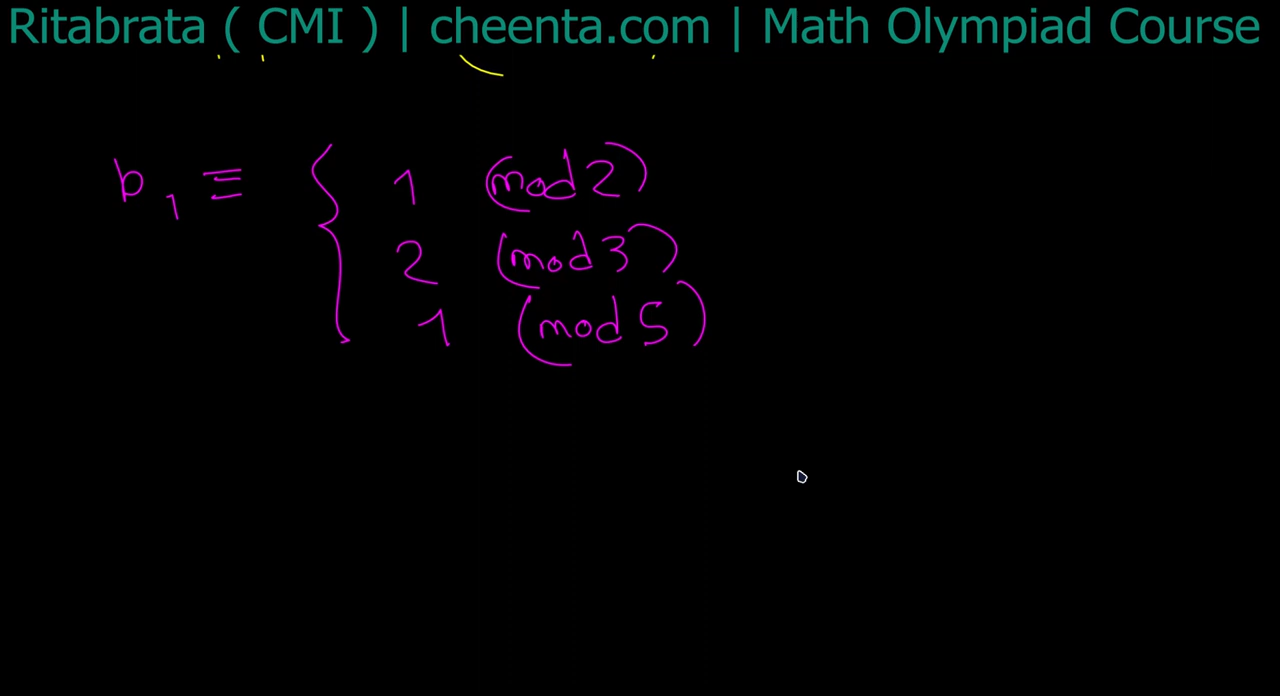 Ritabrata ( CMI ) | cheenta.com | Math Olympiad Course
b₁ ≡ { 1 (mod 2)
2 (mod 3)
1 (mod 5)